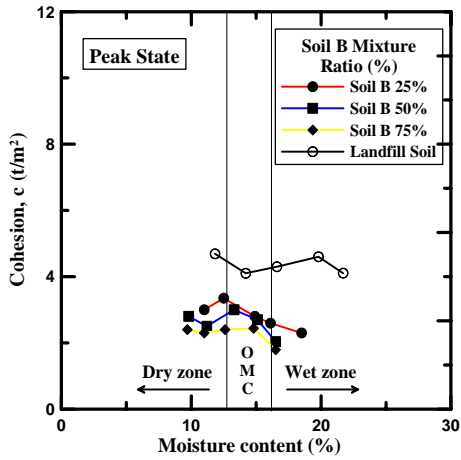 12
8
4
0
Cohesion, c (t/m²)
Peak State
Soil B Mixture
Ratio (%)
Soil B 25%
Soil B 50%
Soil B 75%
Landfill Soil
Dry zone
O
M
C
Wet zone
0
10
20
30
Moisture content (%)